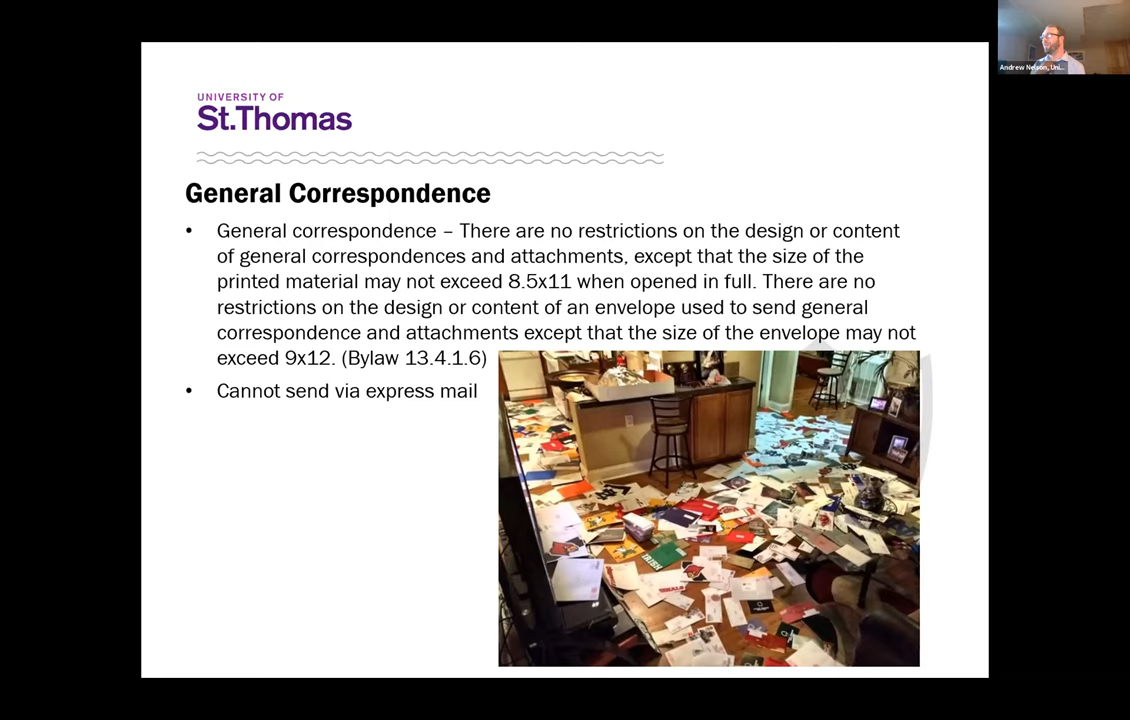 UNIVERSITY OF
St.Thomas
General Correspondence
• General correspondence – There are no restrictions on the design or content
of general correspondences and attachments, except that the size of the
printed material may not exceed 8.5x11 when opened in full. There are no
restrictions on the design or content of an envelope used to send general
correspondence and attachments except that the size of the envelope may not
exceed 9x12. (Bylaw 13.4.1.6)
• Cannot send via express mail
IRISH
Andrew Nelson, Uni...